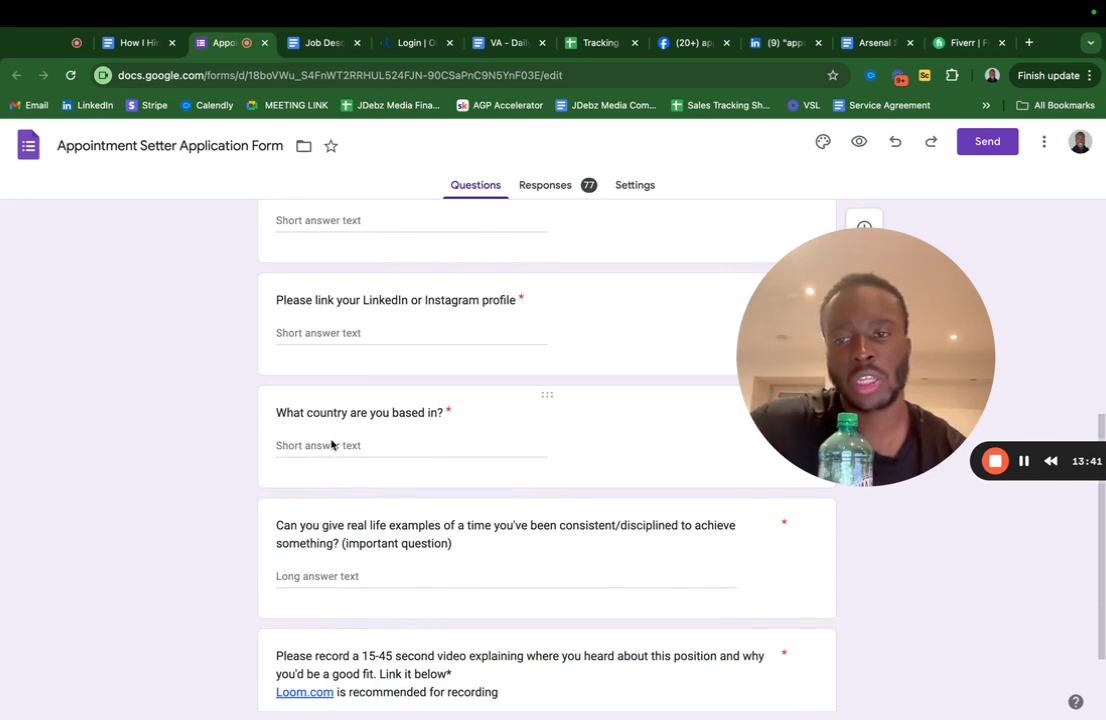 How I Hir
Appoi
Job Desc
Login | O
VA - Dail
Tracking
(20+) ap
(9) "app
Arsenal S
Fiverr | F
docs.google.com/forms/d/18boVWu_S4FnWT2RRHUL524FJN-90CSaPnC9N5YnF03E/edit
9+
Sc
Finish update
Email
LinkedIn
Stripe
Calendly
MEETING LINK
JDebz Media Fina...
sk AGP Accelerator
JDebz Media Com...
Sales Tracking Sh...
VSL
Service Agreement
»
All Bookmarks
Appointment Setter Application Form
Send
Questions
Responses 77
Settings
Short answer text
Please link your LinkedIn or Instagram profile *
Short answer text
What country are you based in? *
Short answer text
13:41
Can you give real life examples of a time you've been consistent/disciplined to achieve *
something? (important question)
Long answer text
Please record a 15-45 second video explaining where you heard about this position and why *
you'd be a good fit. Link it below*
Loom.com is recommended for recording